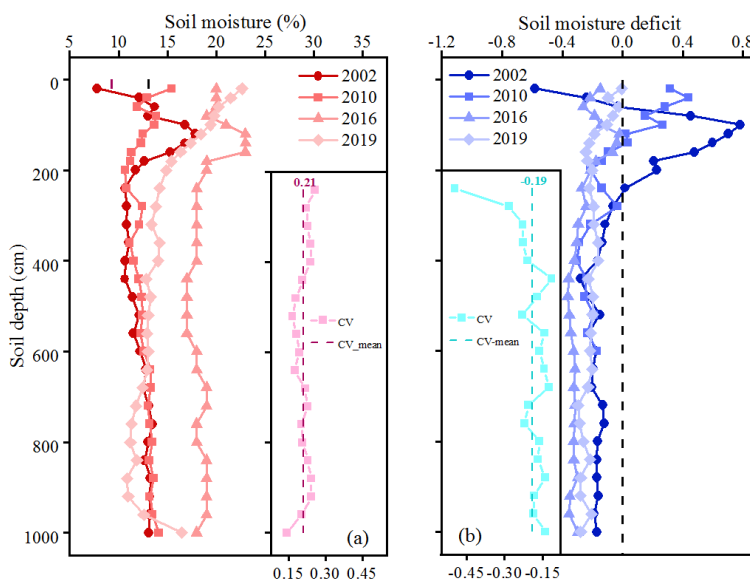 Soil moisture (%)
5 10 15 20 25 30 35
Soil depth (cm)
0
200
400
600
800
1000
2002
2010
2016
2019
0.21
CV
CV_mean
(a)
0.15 0.30 0.45
Soil moisture deficit
-1.2 -0.8 -0.4 0.0 0.4 0.8
2002
2010
2016
2019
-0.19
CV
CV-mean
(b)
-0.45 -0.30 -0.15